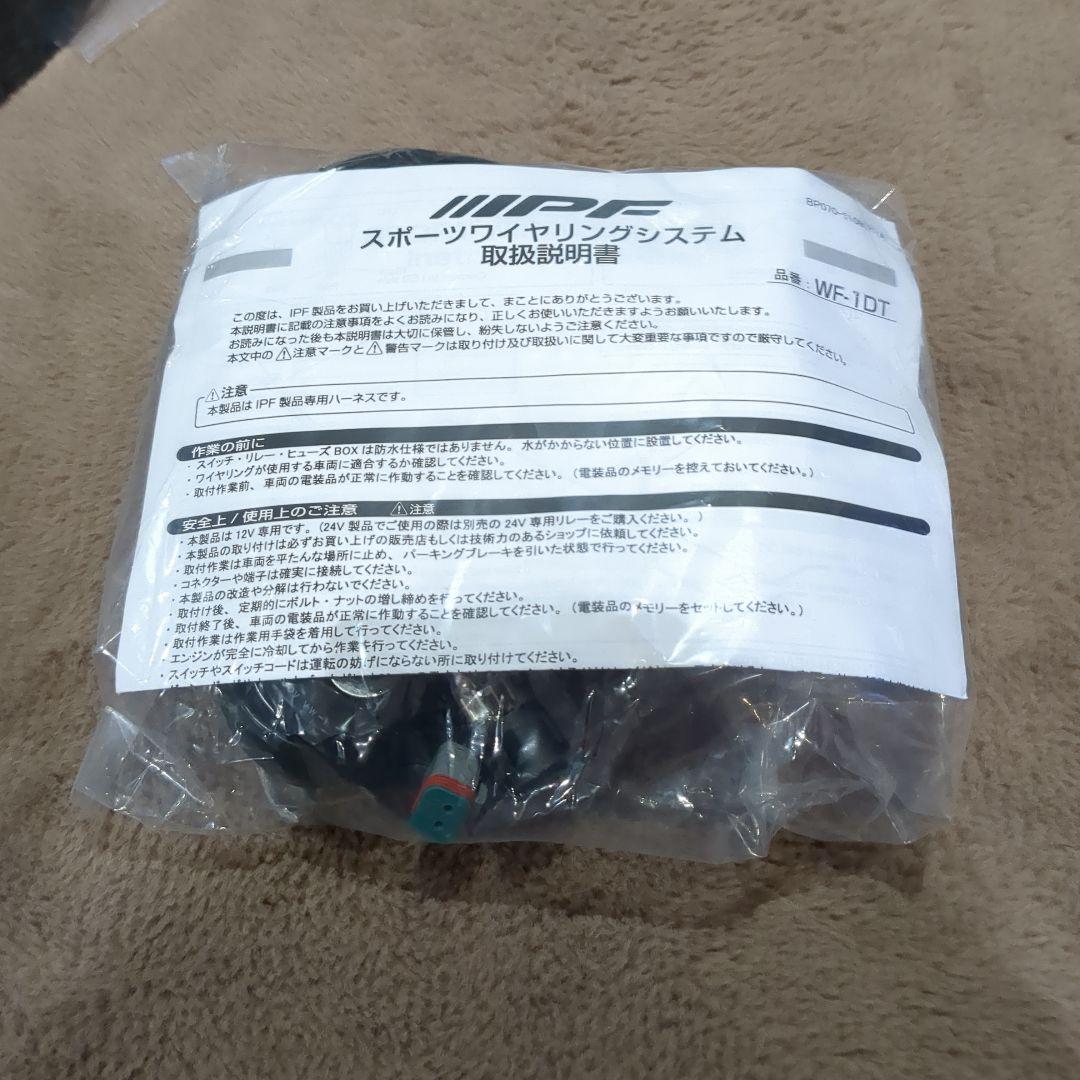 IPF
スポーツワイヤリングシステム
取扱説明書
品番：WF-1DT
この度は、IPF 製品をお買い上げいただきまして、まことにありがとうございます。
本説明書に記載の注意事項をよくお読みになり、正しくお使いいただきますようお願いいたします。
お読みになった後も本説明書は大切に保管し、紛失しないようご注意ください。
本文中の⚠注意マークと⚠警告マークは取り付け及び取扱いに関して大変重要な事項ですので厳守してください。
⚠注意
本製品は IPF 製品専用ハーネスです。
作業の前に
・スイッチ・リレー・ヒューズ BOX は防水仕様ではありません。水がかからない位置に設置してください。
・ワイヤリングが使用する車両に適合するか確認してください。
・取付作業前、車両の電装品が正常に作動することを確認してください。（電装品のメモリーを控えておいてください。）
安全上 / 使用上のご注意 ⚠注意
・本製品は 12V 専用です。（24V 製品でご使用の際は別売の 24V 専用リレーをご購入ください。）
・本製品の取り付けは必ずお買い上げの販売店もしくは技術力のあるショップに依頼してください。
・取付作業は車両を平たんな場所に止め、パーキングブレーキを引いた状態で行ってください。
・コネクターや端子は確実に接続してください。
・本製品の改造や分解は行わないでください。
・取付け後、定期的にボルト・ナットの増し締めを行ってください。
・取付終了後、車両の電装品が正常に作動することを確認してください。（電装品のメモリーをセットしてください。）
・取付作業は作業用手袋を着用して行ってください。
・エンジンが完全に冷却してから作業を行ってください。
・スイッチやスイッチコードは運転の妨げにならない所に取り付けてください。